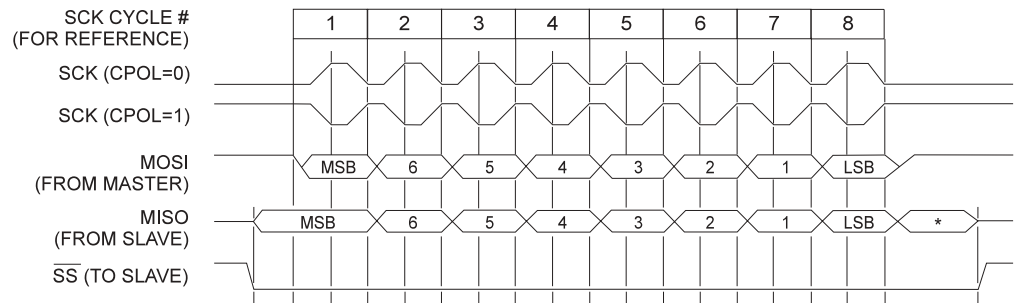 SCK CYCLE #
(FOR REFERENCE)
1 2 3 4 5 6 7 8
SCK (CPOL=0)
SCK (CPOL=1)
MOSI
(FROM MASTER)
MSB 6 5 4 3 2 1 LSB
MISO
(FROM SLAVE)
MSB 6 5 4 3 2 1 LSB *
SS (TO SLAVE)